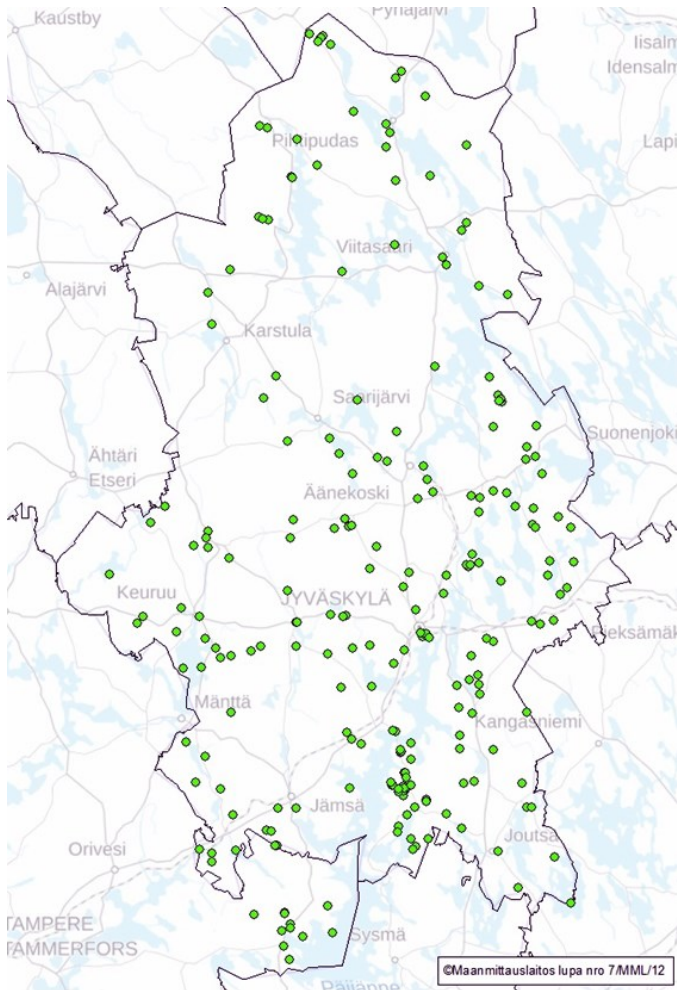 Kaustby
Pyhäjärvi
Iisalm
Idensalm
Pihtipudas
Lapi
Viitasaari
Alajärvi
Karstula
Saarijärvi
Suonenjoki
Ähtäri
Etseri
Äänekoski
Keuruu
JYVÄSKYLÄ
Pieksämäk
Mänttä
Kangasniemi
Jämsä
Orivesi
Joutsa
TAMPERE
TAMMERFORS
Sysmä
©Maanmittauslaitos lupa nro 7/MML/12
Päijänne